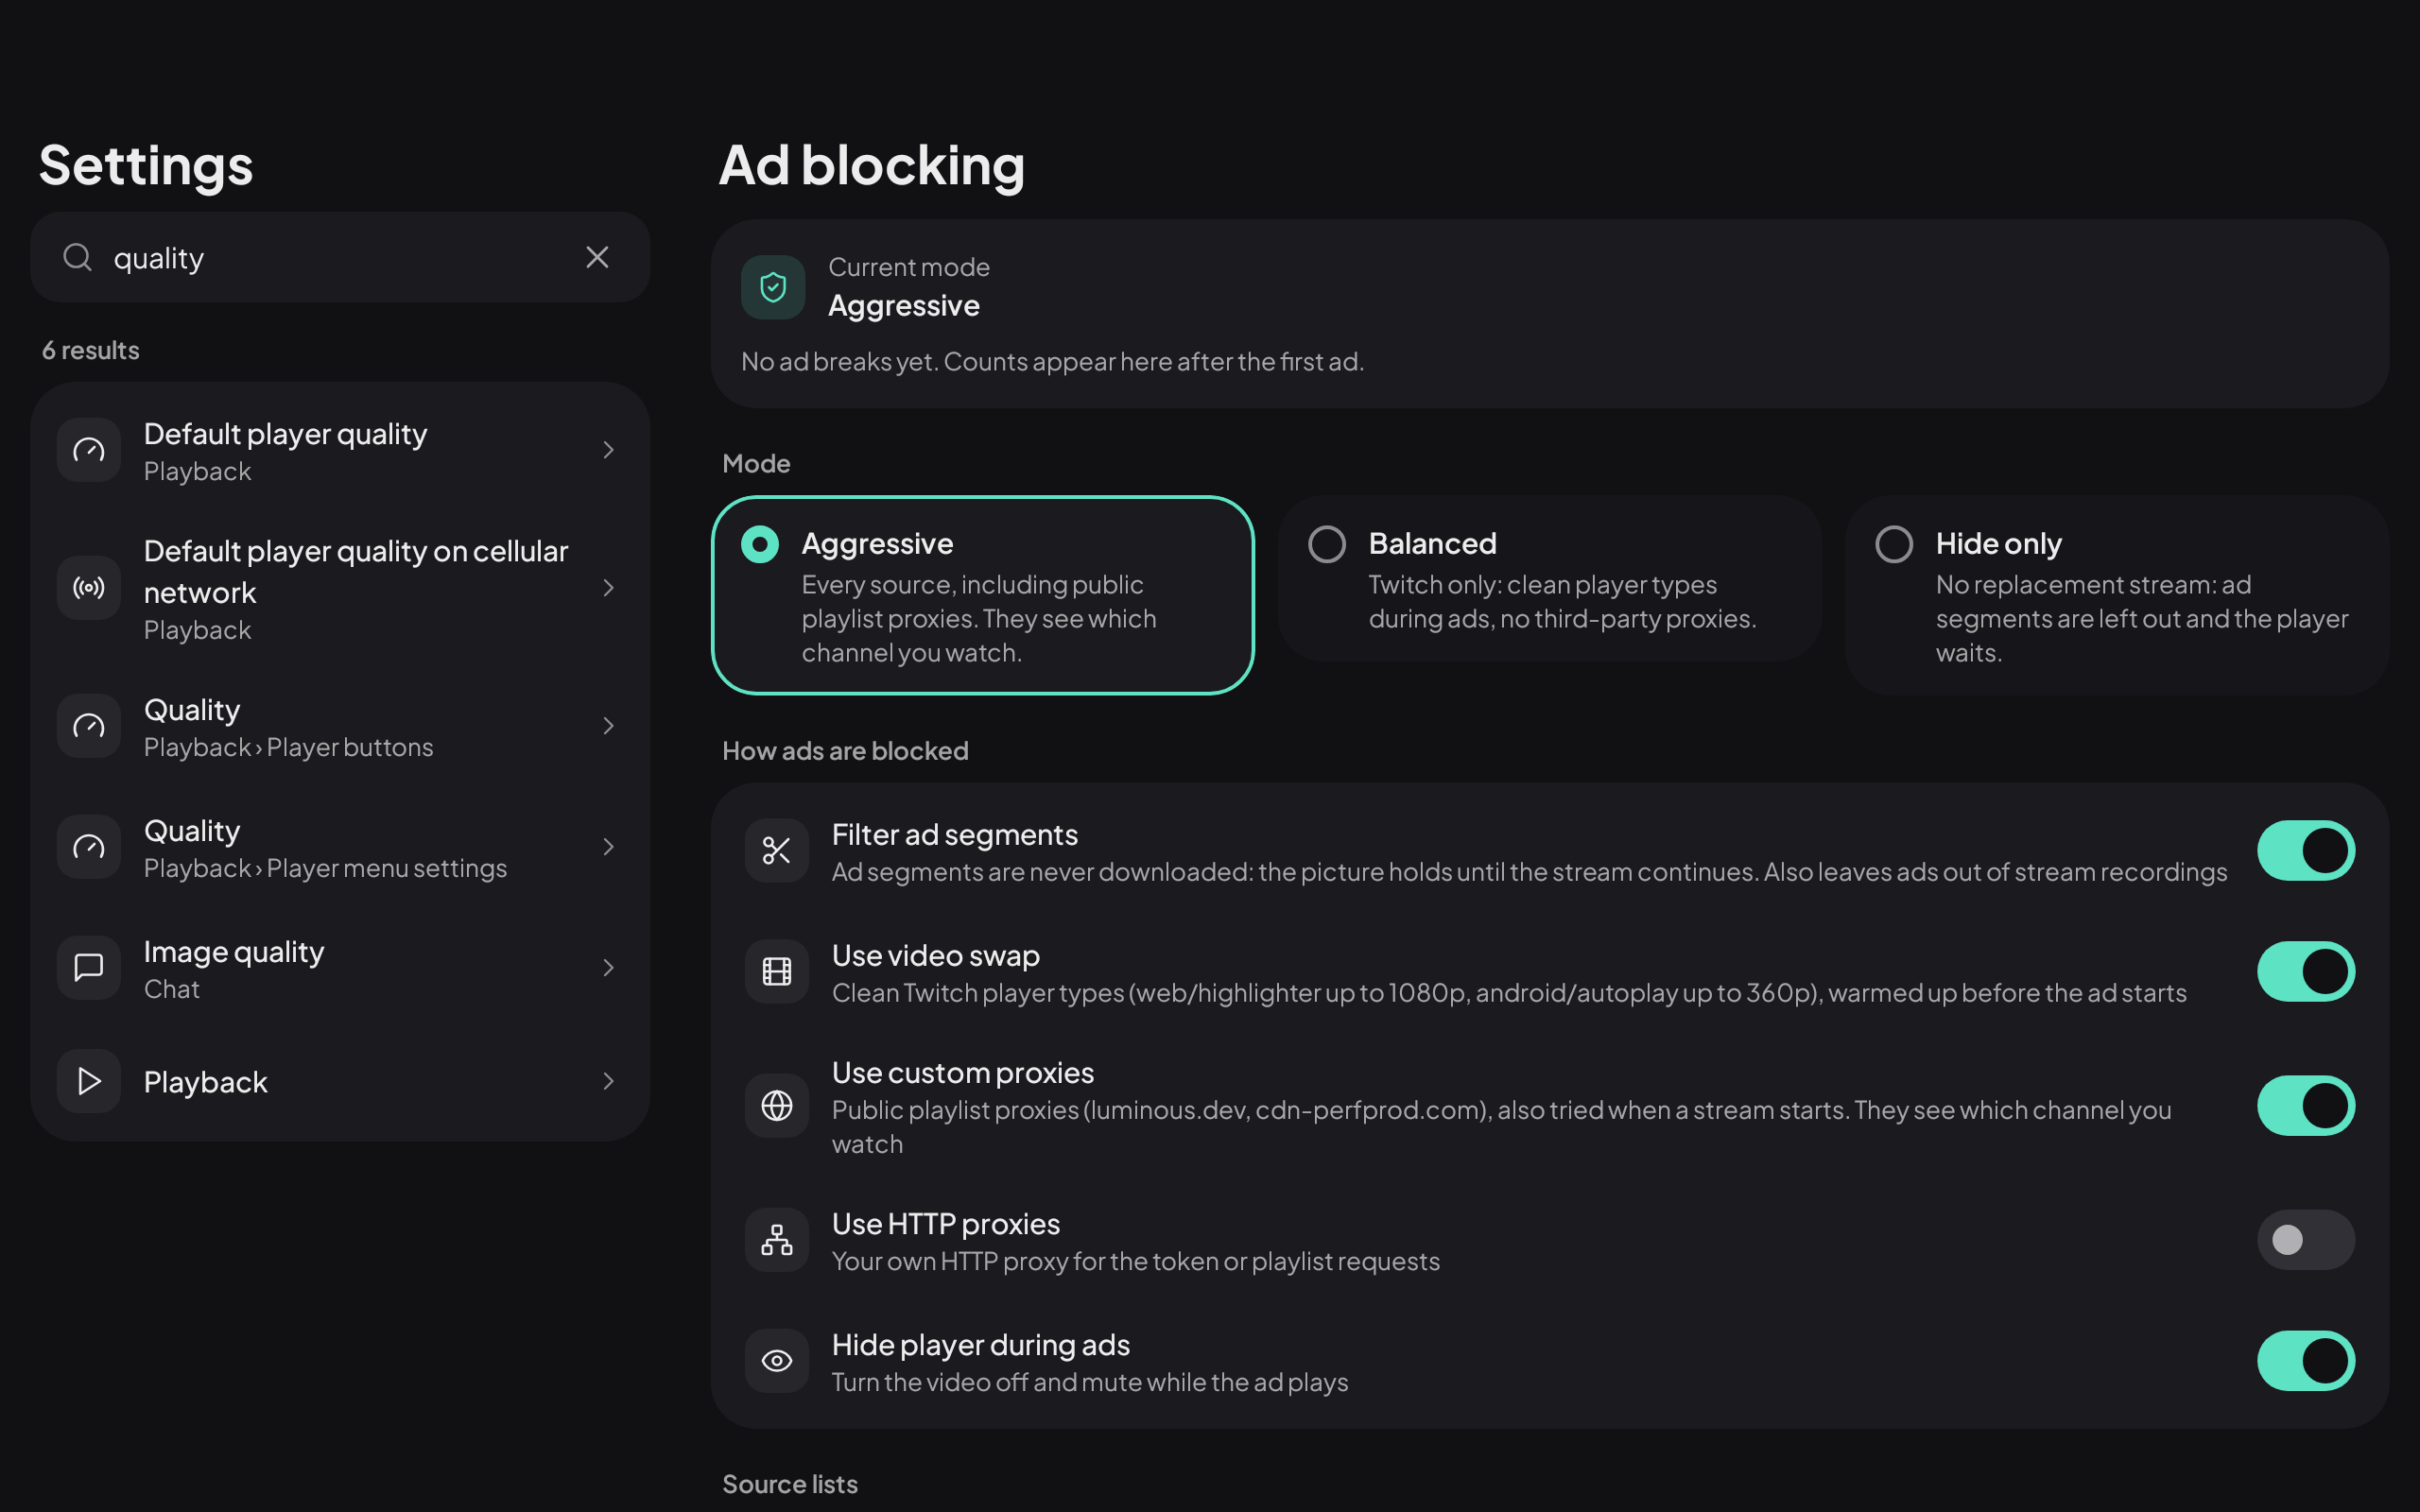 Settings
quality
6 results
Default player quality
Playback
Default player quality on cellular
network
Playback
Quality
Playback › Player buttons
Quality
Playback › Player menu settings
Image quality
Chat
Playback
Ad blocking
Current mode
Aggressive
No ad breaks yet. Counts appear here after the first ad.
Mode
Aggressive
Every source, including public
playlist proxies. They see which
channel you watch.
Balanced
Twitch only: clean player types
during ads, no third-party proxies.
Hide only
No replacement stream: ad
segments are left out and the player
waits.
How ads are blocked
Filter ad segments
Ad segments are never downloaded: the picture holds until the stream continues. Also leaves ads out of stream recordings
Use video swap
Clean Twitch player types (web/highlighter up to 1080p, android/autoplay up to 360p), warmed up before the ad starts
Use custom proxies
Public playlist proxies (luminous.dev, cdn-perfprod.com), also tried when a stream starts. They see which channel you
watch
Use HTTP proxies
Your own HTTP proxy for the token or playlist requests
Hide player during ads
Turn the video off and mute while the ad plays
Source lists